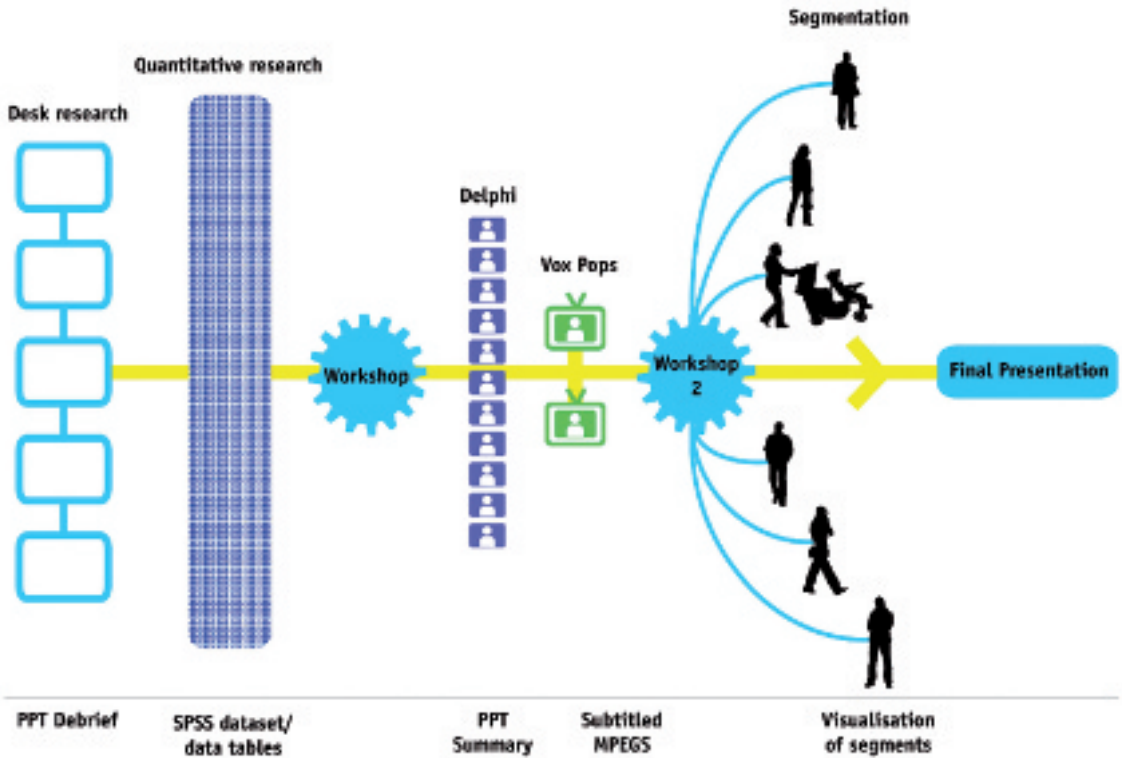 Segmentation
Quantitative research
Desk research
Delphi
Vox Pops
Workshop
Workshop
2
Final Presentation
PPT Debrief
SPSS dataset/
data tables
PPT
Summary
Subtitled
MPEGS
Visualisation
of segments